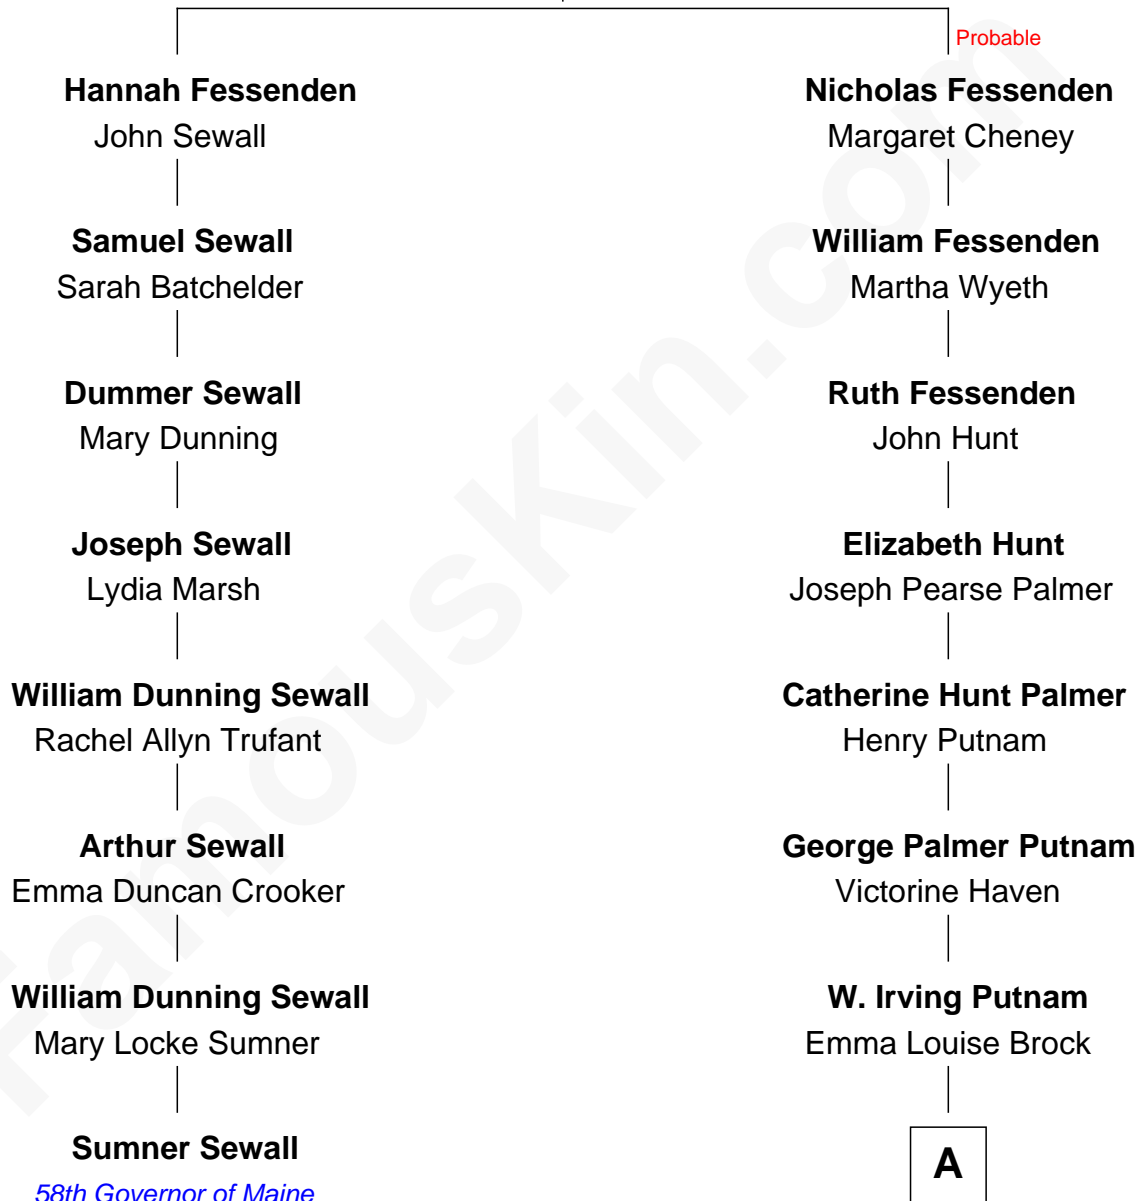 Probable
Hannah Fessenden
John Sewall
Nicholas Fessenden
Margaret Cheney
Samuel Sewall
Sarah Batchelder
William Fessenden
Martha Wyeth
Dummer Sewall
Mary Dunning
Ruth Fessenden
John Hunt
Joseph Sewall
Lydia Marsh
Elizabeth Hunt
Joseph Pearse Palmer
William Dunning Sewall
Rachel Allyn Trufant
Catherine Hunt Palmer
Henry Putnam
Arthur Sewall
Emma Duncan Crooker
George Palmer Putnam
Victorine Haven
William Dunning Sewall
Mary Locke Sumner
W. Irving Putnam
Emma Louise Brock
Sumner Sewall
58th Governor of Maine
A
FamousKin.com